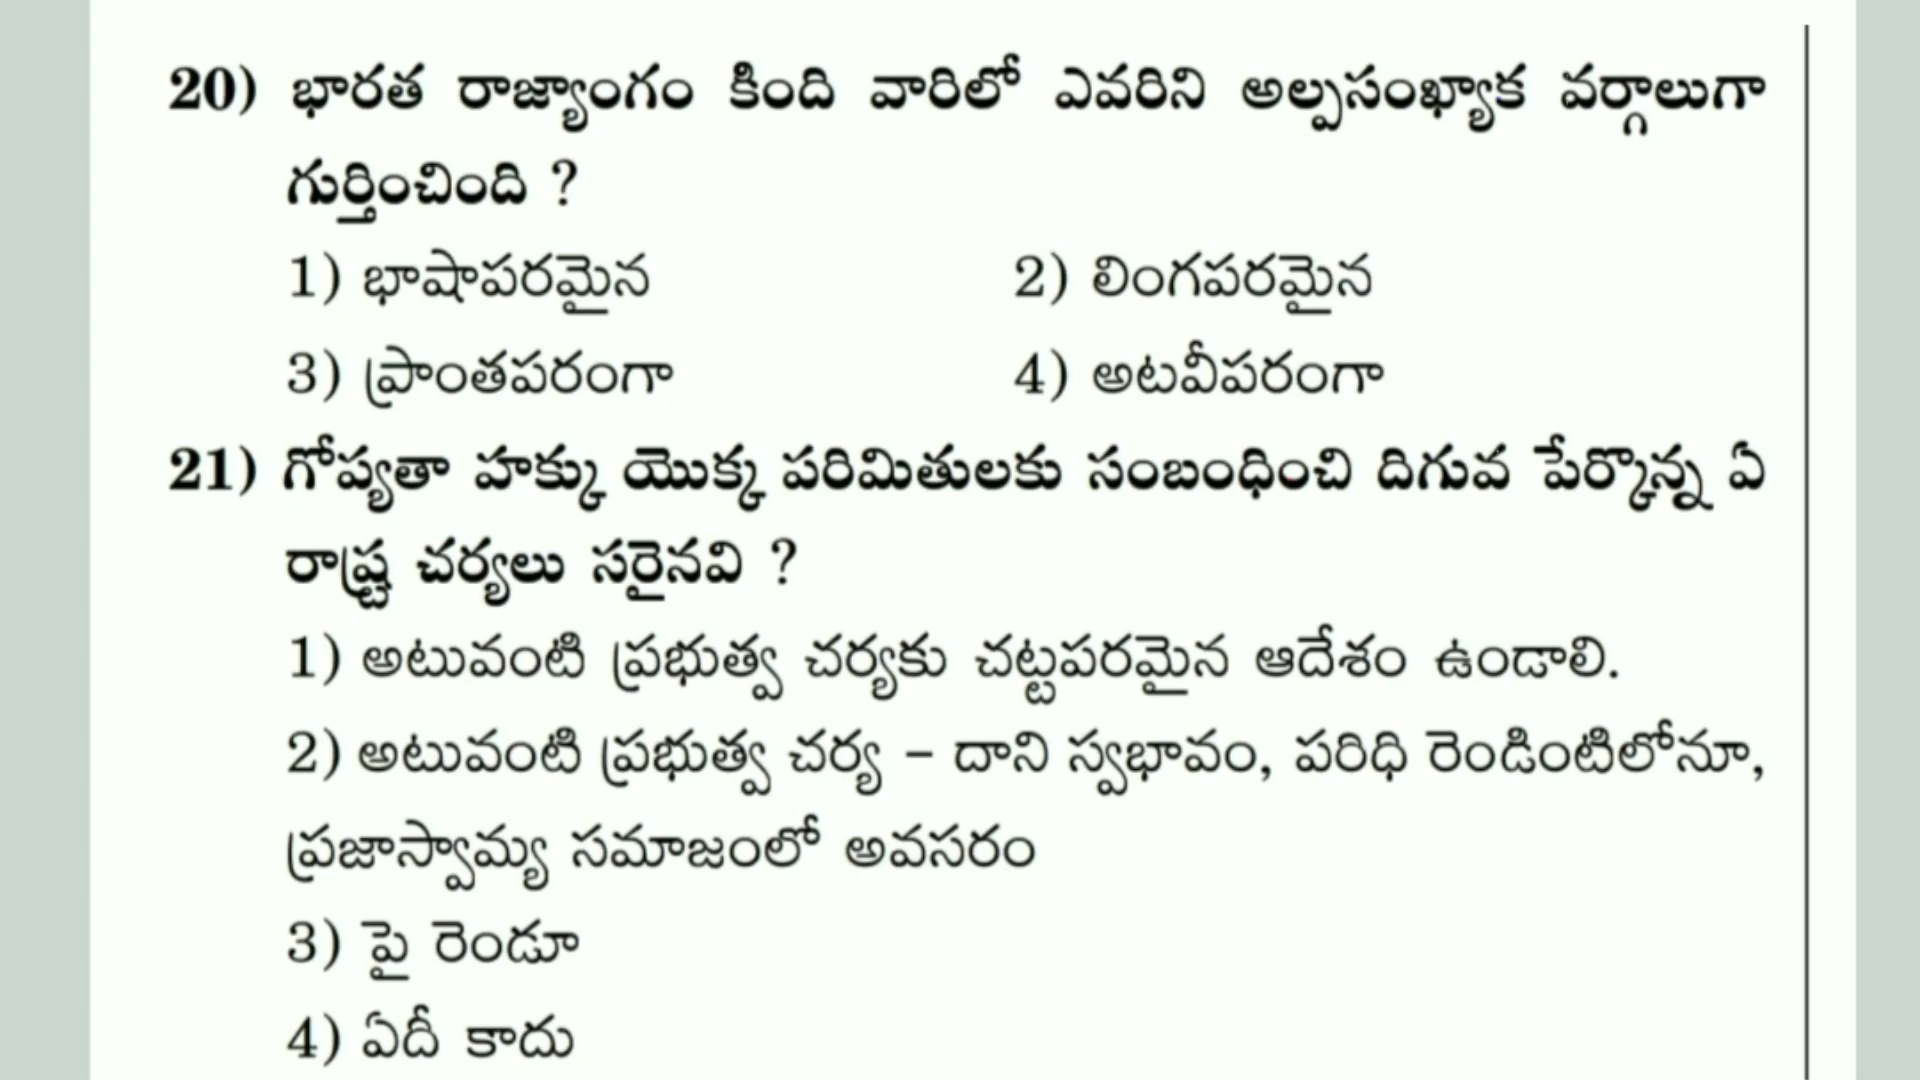 20) భారత రాజ్యాంగం కింది వారిలో ఎవరిని అల్పసంఖ్యాక వర్గాలుగా
గుర్తించింది ?
1) భాషాపరమైన 2) లింగపరమైన
3) ప్రాంతపరంగా 4) అటవీపరంగా
21) గోప్యతా హక్కు యొక్క పరిమితులకు సంబంధించి దిగువ పేర్కొన్న ఏ
రాష్ట్ర చర్యలు సరైనవి ?
1) అటువంటి ప్రభుత్వ చర్యకు చట్టపరమైన ఆదేశం ఉండాలి.
2) అటువంటి ప్రభుత్వ చర్య – దాని స్వభావం, పరిధి రెండింటిలోనూ,
ప్రజాస్వామ్య సమాజంలో అవసరం
3) పై రెండూ
4) ఏదీ కాదు